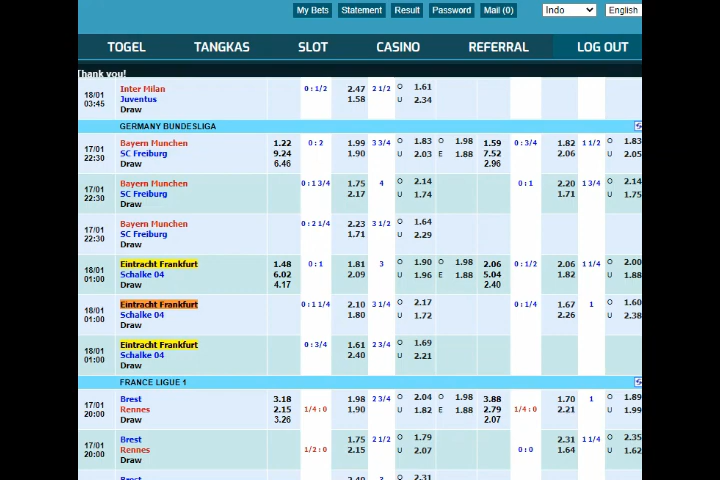 My Bets Statement Result Password Mail (0) Indo English
TOGEL TANGKAS SLOT CASINO REFERRAL LOG OUT
Thank you!
18/01 03:45 Inter Milan 0 : 1/2 2.47 2 1/2 O 1.61
Juventus 1.58 U 2.34
Draw
GERMANY BUNDESLIGA
17/01 22:30 Bayern Munchen 1.22 0 : 2 1.99 3 3/4 O 1.83 O 1.98 1.59 0 : 3/4 1.82 1 1/2 O 1.83
SC Freiburg 9.24 1.90 U 2.03 E 1.88 7.52 2.06 U 2.05
Draw 6.46 2.96
17/01 22:30 Bayern Munchen 0 : 1 3/4 1.75 4 O 2.14 0 : 1 2.20 1 3/4 O 2.14
SC Freiburg 2.17 U 1.74 1.71 U 1.75
Draw
17/01 22:30 Bayern Munchen 0 : 2 1/4 2.23 3 1/2 O 1.64
SC Freiburg 1.71 U 2.29
Draw
18/01 01:00 Eintracht Frankfurt 1.48 0 : 1 1.81 3 O 1.90 O 1.98 2.06 0 : 1/2 2.06 1 1/4 O 2.00
Schalke 04 6.02 2.09 U 1.96 E 1.88 5.04 1.82 U 1.88
Draw 4.17 2.40
18/01 01:00 Eintracht Frankfurt 0 : 1 1/4 2.10 3 1/4 O 2.17 0 : 1/4 1.67 1 O 1.60
Schalke 04 1.80 U 1.72 2.26 U 2.38
Draw
18/01 01:00 Eintracht Frankfurt 0 : 3/4 1.61 2 3/4 O 1.69
Schalke 04 2.40 U 2.21
Draw
FRANCE LIGUE 1
17/01 20:00 Brest 3.18 1.98 2 3/4 O 2.04 O 1.98 3.88 1.70 1 O 1.89
Rennes 2.15 1/4 : 0 1.90 U 1.82 E 1.88 2.79 1/4 : 0 2.21 U 1.99
Draw 3.26 2.07
17/01 20:00 Brest 1.75 2 1/2 O 1.79 2.31 1 1/4 O 2.35
Rennes 1/2 : 0 2.15 U 2.07 0 : 0 1.64 U 1.62
Draw
Brest 2.31